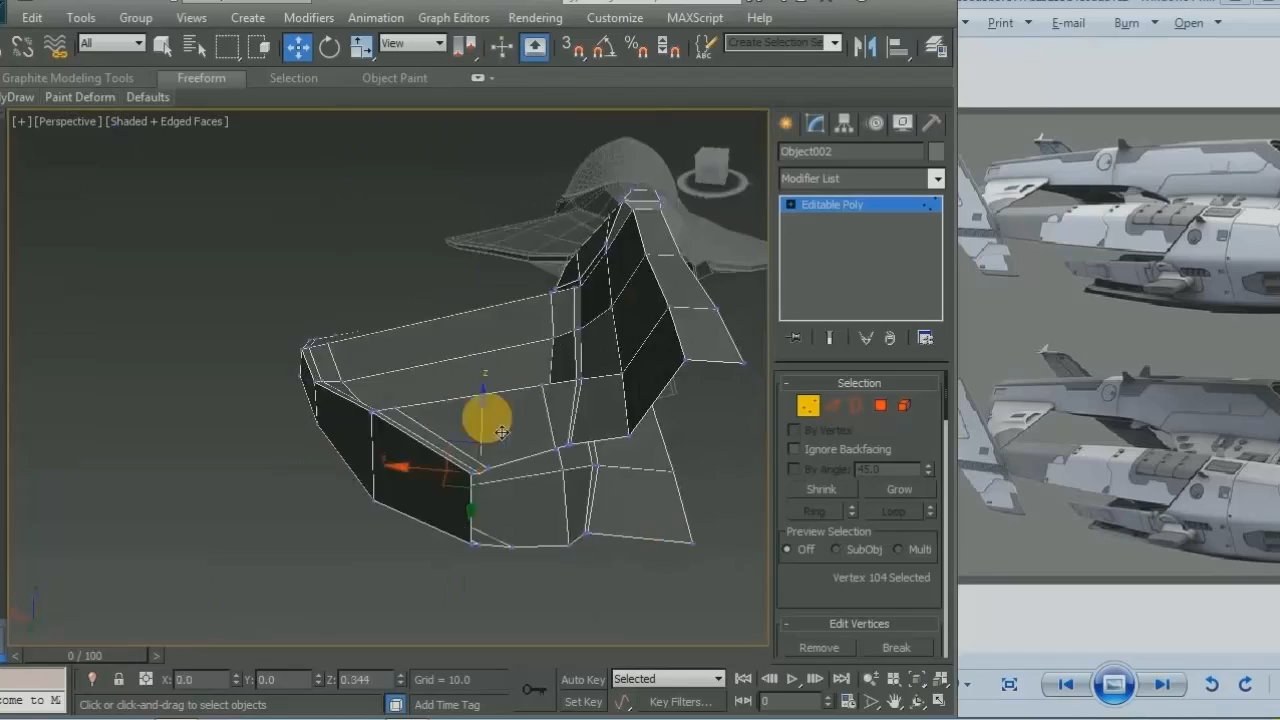 Edit Tools Group Views Create Modifiers Animation Graph Editors Rendering Customize MAXScript Help
Print E-mail Burn Open
All View 3 % ABC Create Selection Se
Graphite Modeling Tools Freeform Selection Object Paint
lyDraw Paint Deform Defaults
[+][Perspective][Shaded + Edged Faces]
Object002
Modifier List
Editable Poly
z
Selection
By Vertex
Ignore Backfacing
By Angle: 45.0
Shrink Grow
Ring Loop
Preview Selection
Off SubObj Multi
Vertex 104 Selected
Edit Vertices
Remove Break
< 0 / 100 >
X: 0.0 Y: 0.0 Z: 0.344 Grid = 10.0 Auto Key Selected
come to M
Click or click-and-drag to select objects Add Time Tag Set Key Key Filters... 0